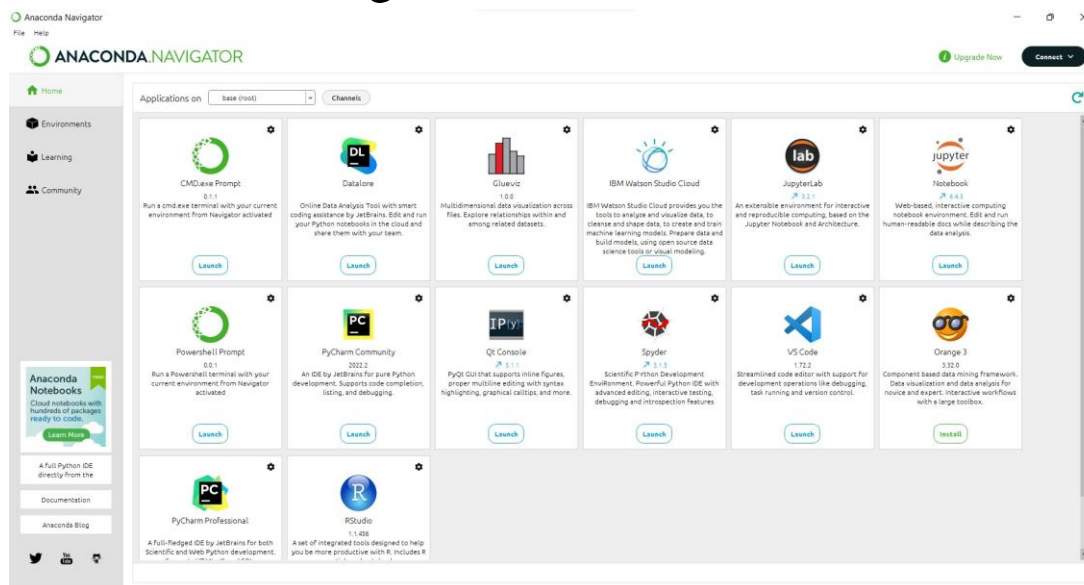 Anaconda Navigator
File Help
ANACONDA.NAVIGATOR
Upgrade Now
Connect
Home
Environments
Learning
Community
Applications on base (root) Channels
CMD.exe Prompt
0.1.1
Run a cmd.exe terminal with your current
environment from Navigator activated
Launch
Datalore
Online Data Analysis Tool with smart
coding assistance by JetBrains. Edit and run
your Python notebooks in the cloud and
share them with your team.
Launch
Glueviz
1.0.0
Multidimensional data visualization across
files. Explore relationships within and
among related datasets.
Launch
IBM Watson Studio Cloud
IBM Watson Studio Cloud provides you the
tools to analyze and visualize data, to
cleanse and shape data, to create and train
machine learning models. Prepare data and
build models, using open source data
science tools or visual modeling.
Launch
lab
JupyterLab
3.2.1
An extensible environment for interactive
and reproducible computing, based on the
Jupyter Notebook and Architecture.
Launch
jupyter
Notebook
6.4.5
Web-based, interactive computing
notebook environment. Edit and run
human-readable docs while describing the
data analysis.
Launch
Powershell Prompt
0.0.1
Run a Powershell terminal with your
current environment from Navigator
activated
Launch
PC
PyCharm Community
2022.2
An IDE by JetBrains for pure Python
development. Supports code completion,
listing, and debugging.
Launch
IP[y]:
Qt Console
5.1.1
PyQt GUI that supports inline figures,
proper multiline editing with syntax
highlighting, graphical calltips, and more.
Launch
Spyder
5.1.5
Scientific PYthon Development
EnviRonment. Powerful Python IDE with
advanced editing, interactive testing,
debugging and introspection features
Launch
VS Code
1.72.2
Streamlined code editor with support for
development operations like debugging,
task running and version control.
Launch
Orange 3
3.32.0
Component based data mining framework.
Data visualization and data analysis for
novice and expert. Interactive workflows
with a large toolbox.
Install
PC
PyCharm Professional
A full-fledged IDE by JetBrains for both
Scientific and Web Python development.
R
RStudio
1.1.456
A set of integrated tools designed to help
you be more productive with R. Includes R
Anaconda
Notebooks
Cloud notebooks with
hundreds of packages
ready to code.
Learn More
A full Python IDE
directly from the
Documentation
Anaconda Blog
You
Tube